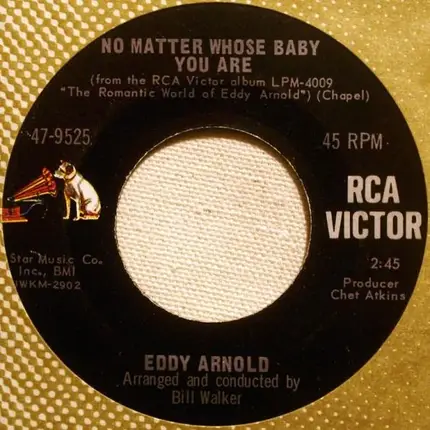 NO MATTER WHOSE BABY
YOU ARE
(from the RCA Victor album LPM-4009
"The Romantic World of Eddy Arnold") (Chapel)
47-9525
45 RPM
RCA
VICTOR
Star Music Co.
Inc., BMI
WKM-2902
2:45
Producer
Chet Atkins
EDDY ARNOLD
Arranged and conducted by
Bill Walker